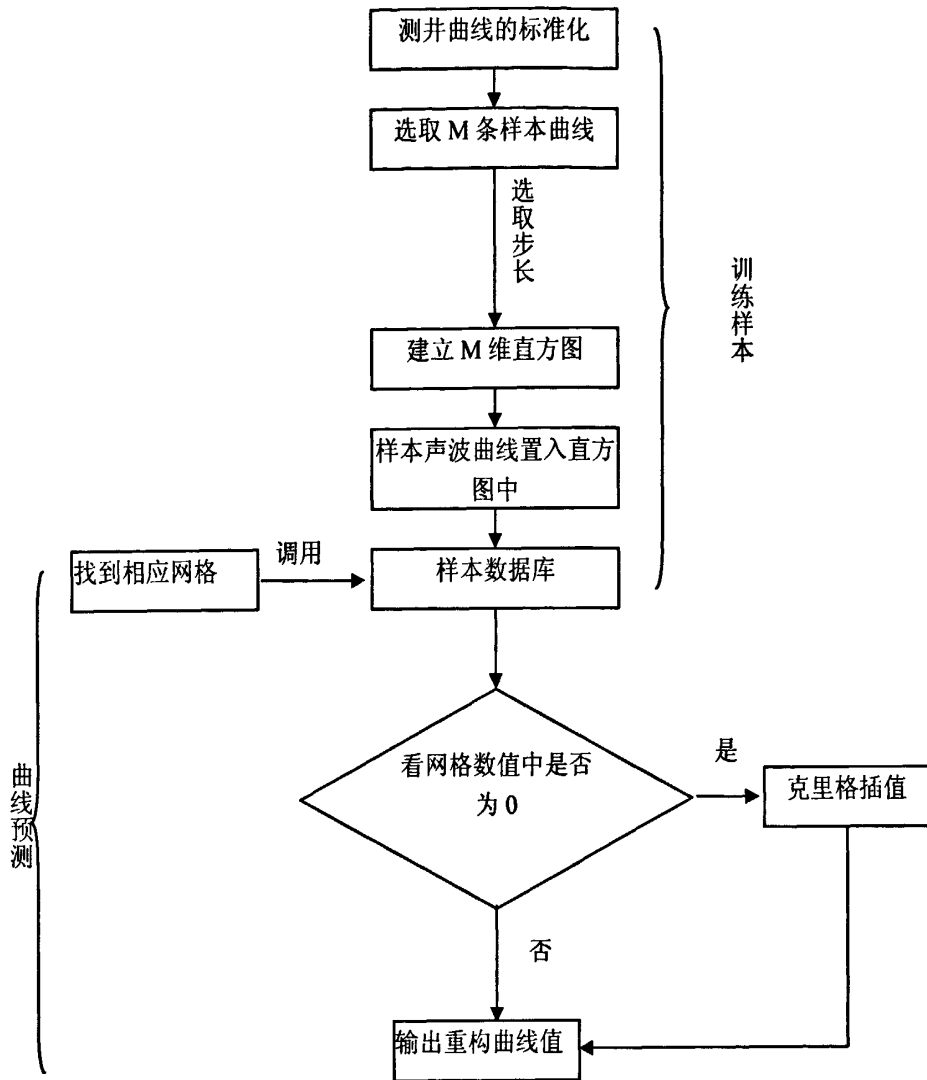 测井曲线的标准化
选取 M 条样本曲线
选取步长
训练样本
建立 M 维直方图
样本声波曲线置入直方
图中
调用
找到相应网格
样本数据库
曲线预测
看网格数值中是否
为 0
是
克里格插值
否
输出重构曲线值